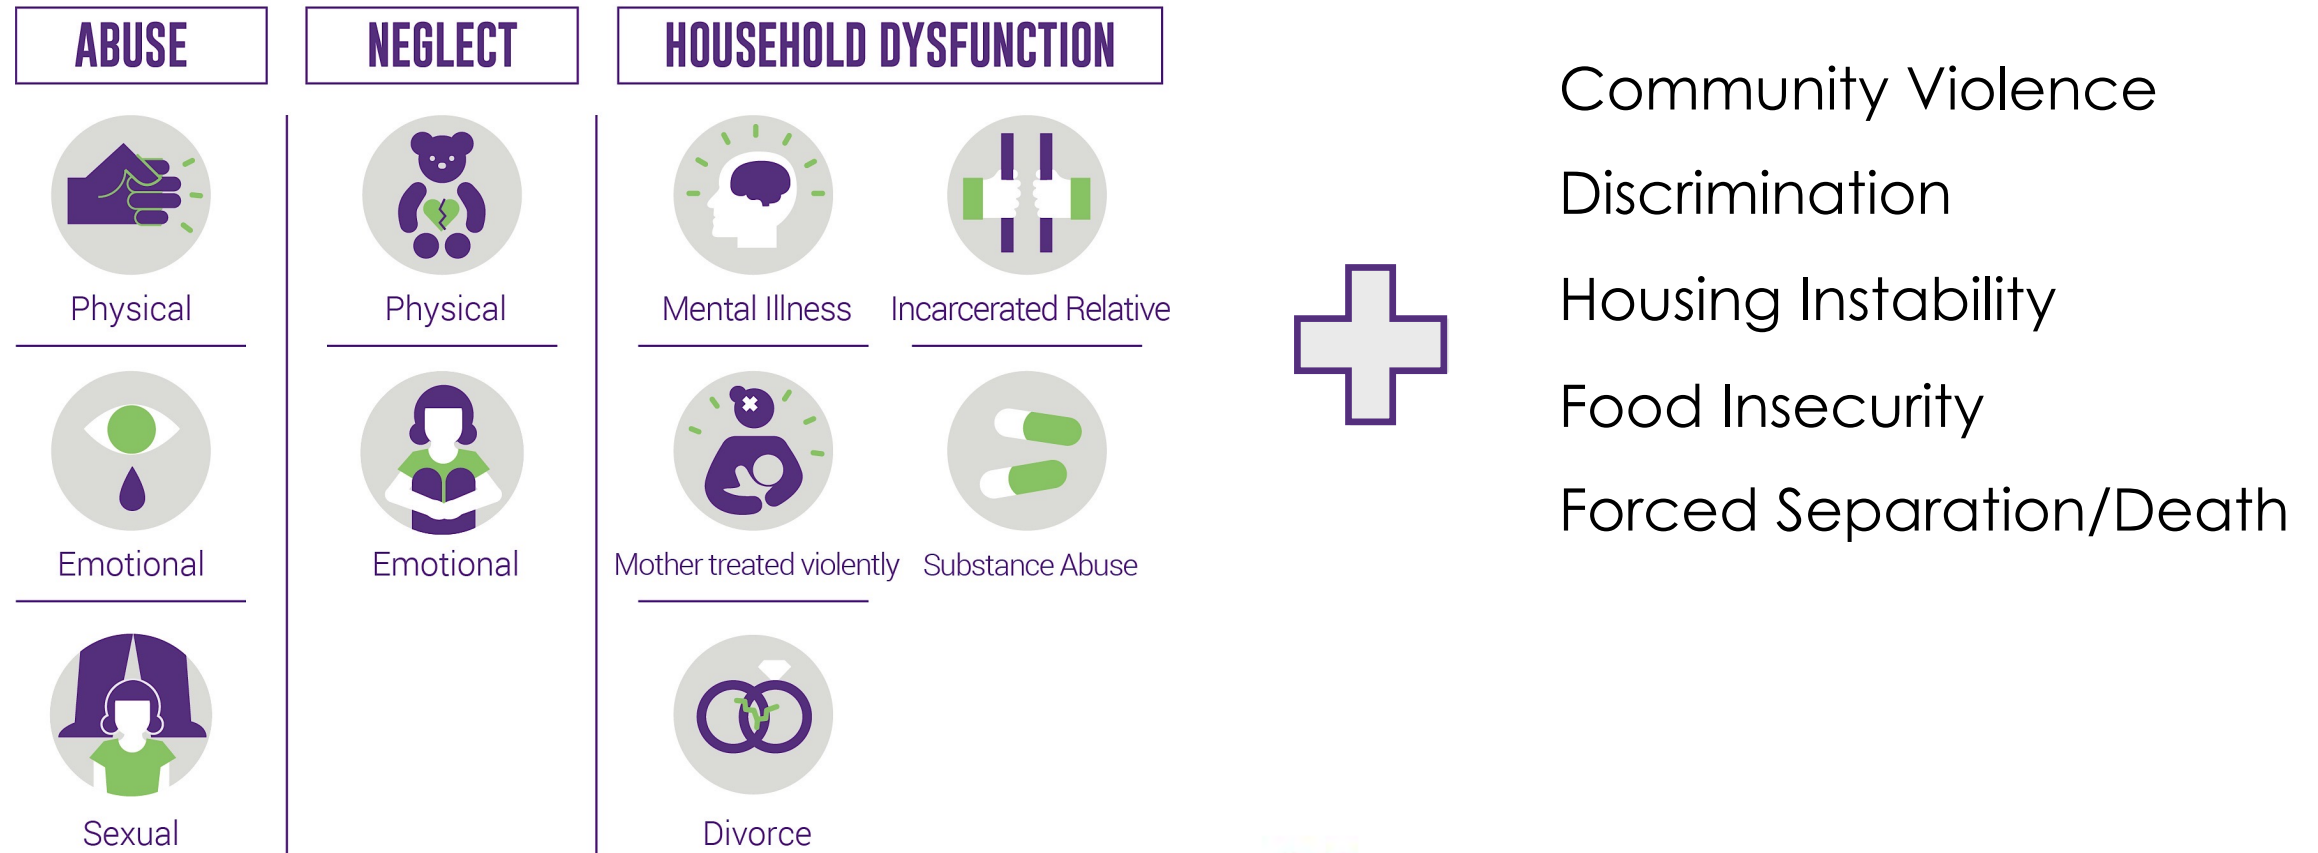 ABUSE
Physical
Emotional
Sexual
NEGLECT
Physical
Emotional
HOUSEHOLD DYSFUNCTION
Mental Illness
Incarcerated Relative
Mother treated violently
Substance Abuse
Divorce
Community Violence
Discrimination
Housing Instability
Food Insecurity
Forced Separation/Death